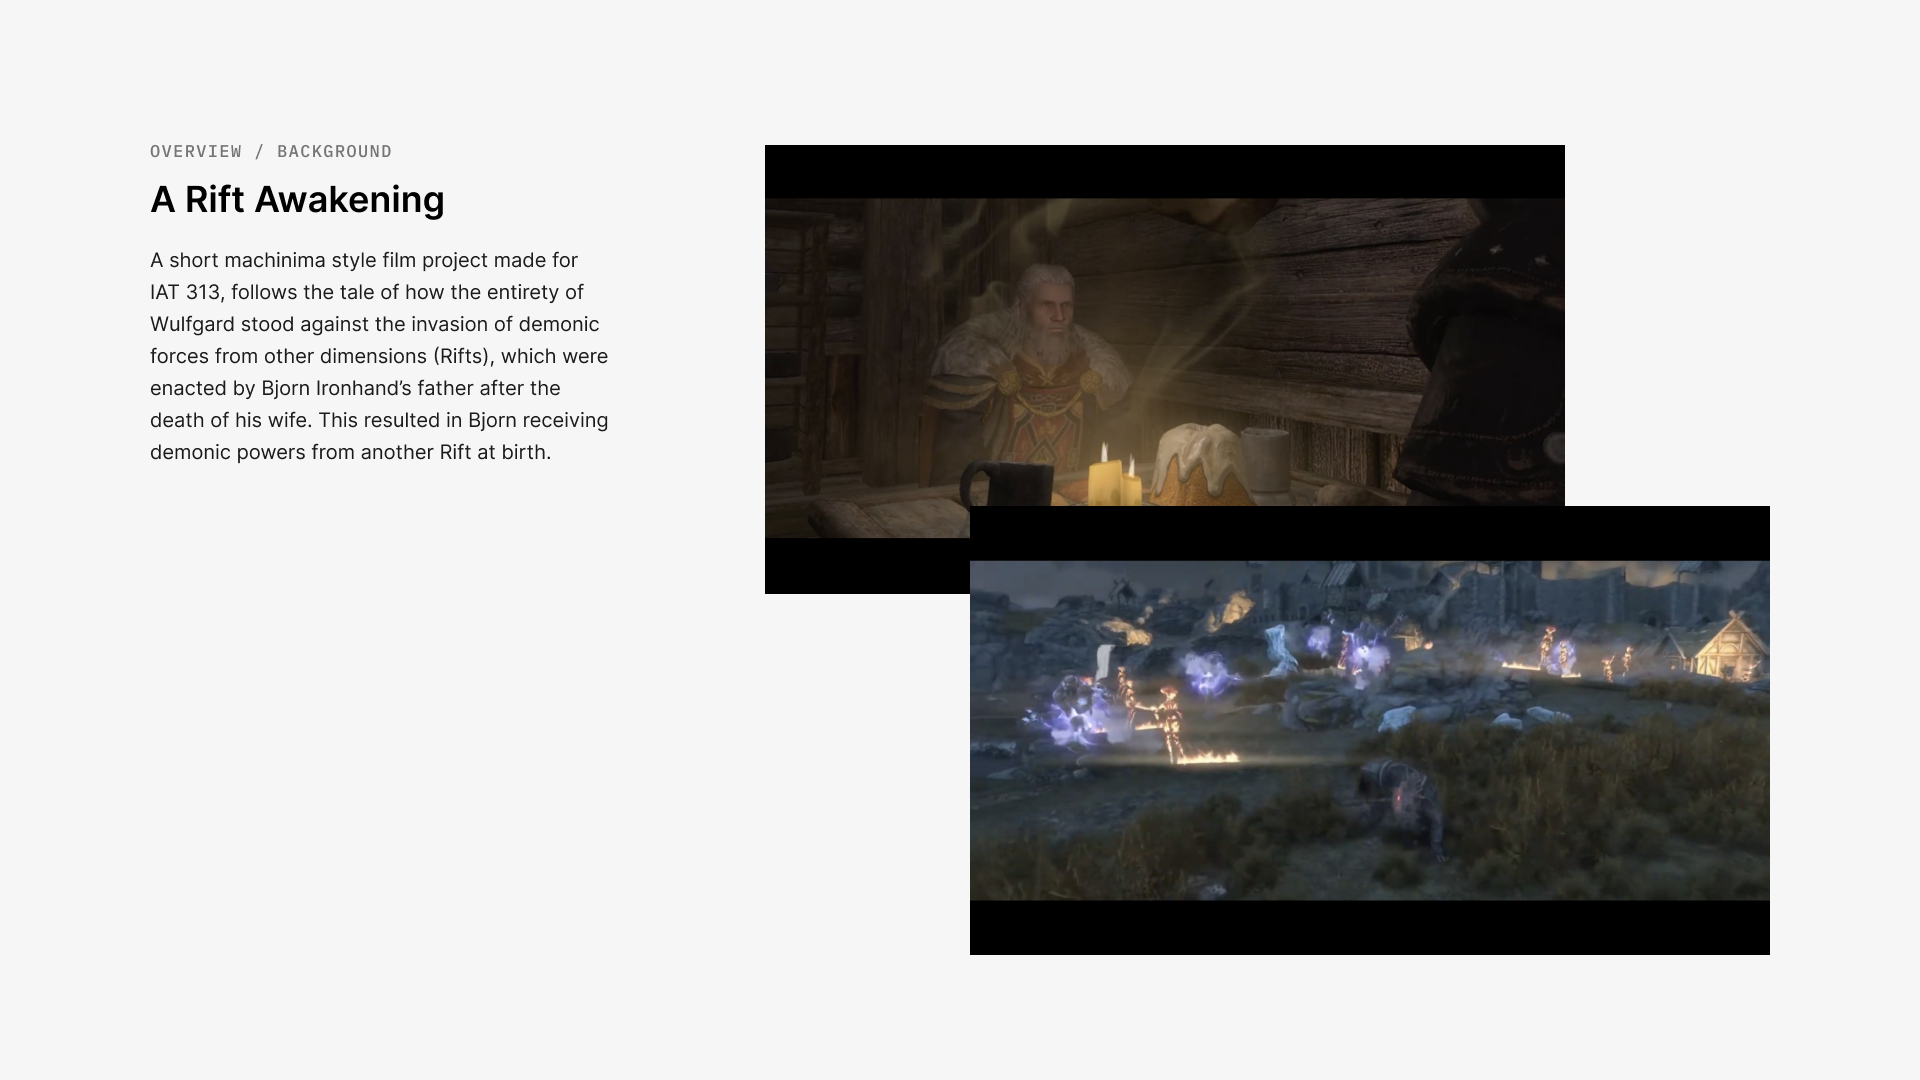 OVERVIEW / BACKGROUND
A Rift Awakening
A short machinima style film project made for
IAT 313, follows the tale of how the entirety of
Wulfgard stood against the invasion of demonic
forces from other dimensions (Rifts), which were
enacted by Bjorn Ironhand’s father after the
death of his wife. This resulted in Bjorn receiving
demonic powers from another Rift at birth.